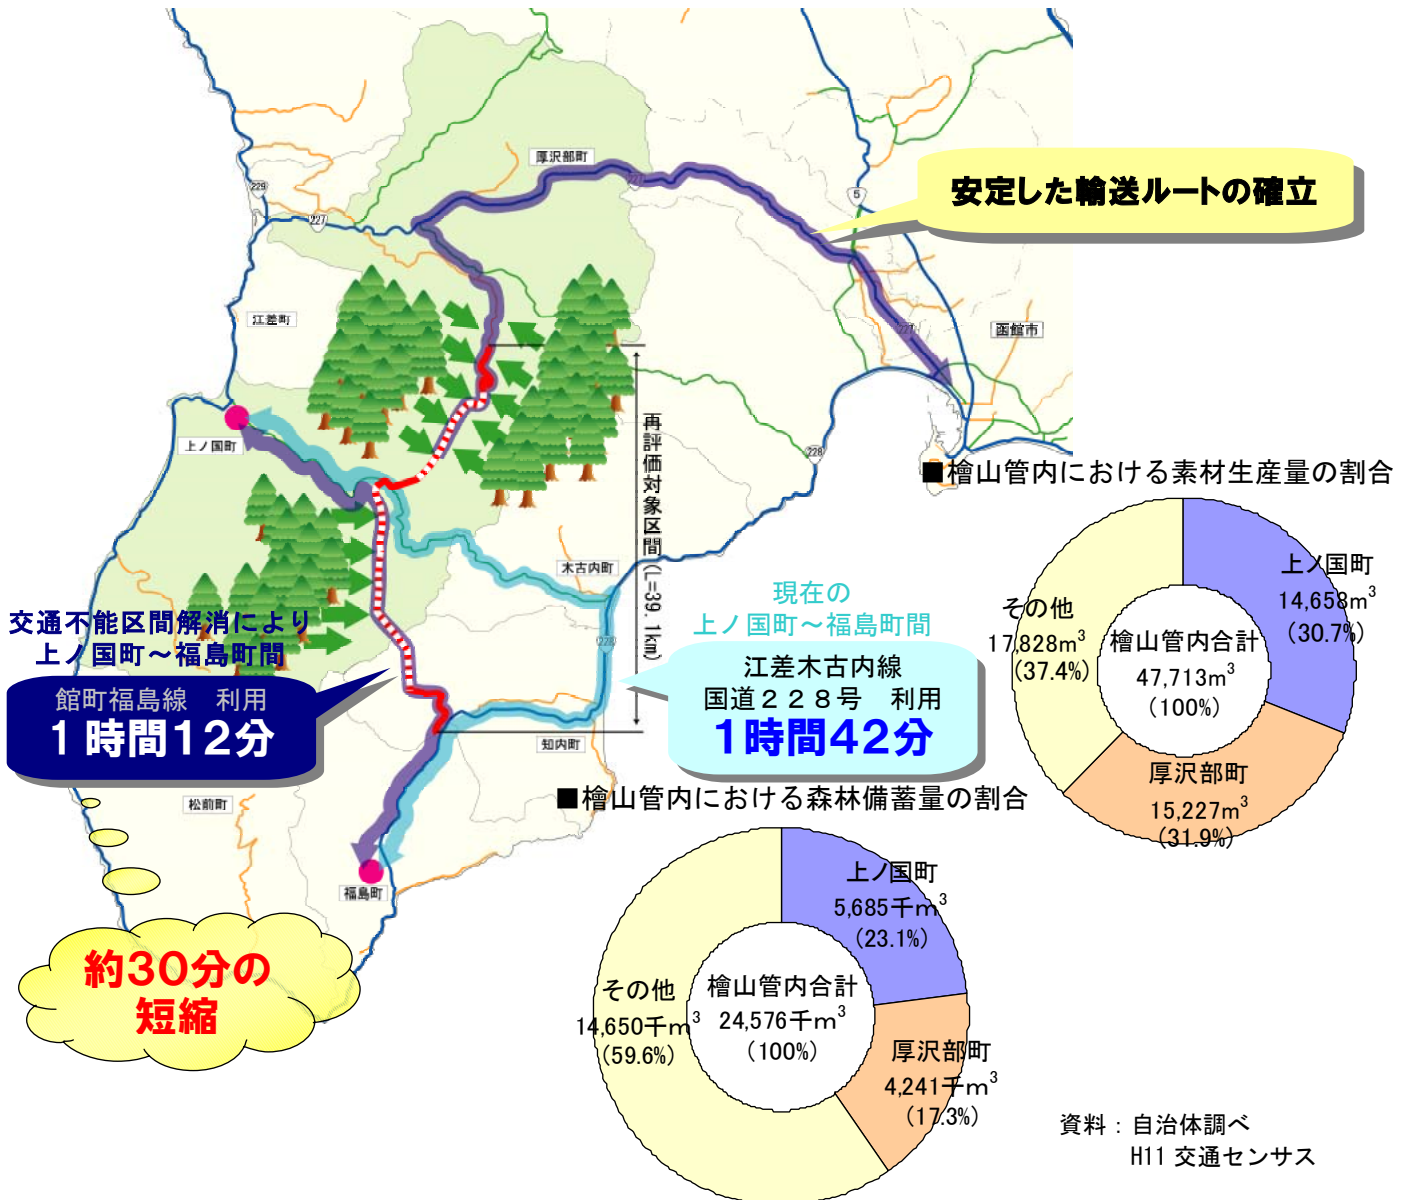 厚沢部町
229
227
227
5
安定した輸送ルートの確立
江差町
函館市
227
上ノ国町
228
再評価対象区間(L=39.1km)
■檜山管内における素材生産量の割合
上ノ国町
14,658m³
(30.7%)
その他
17,828m³
(37.4%)
檜山管内合計
47,713m³
(100%)
厚沢部町
15,227m³
(31.9%)
木古内町
228
現在の
上ノ国町～福島町間
江差木古内線
国道228号 利用
1時間42分
交通不能区間解消により
上ノ国町～福島町間
館町福島線 利用
1時間12分
知内町
松前町
福島町
約30分の
短縮
■檜山管内における森林備蓄量の割合
上ノ国町
5,685千m³
(23.1%)
その他
14,650千m³
(59.6%)
檜山管内合計
24,576千m³
(100%)
厚沢部町
4,241千m³
(17.3%)
資料：自治体調べ
H11 交通センサス